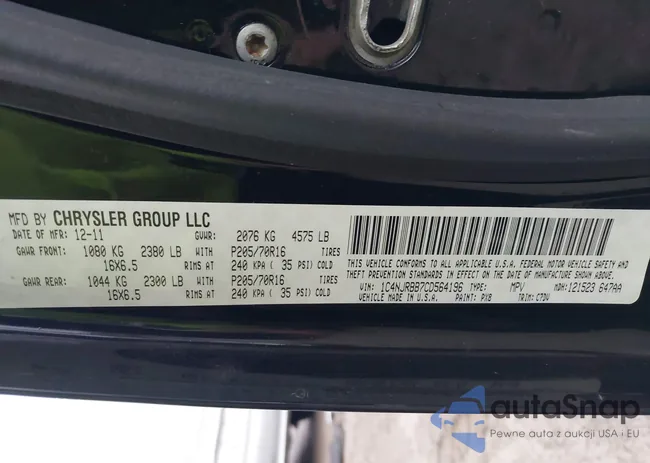 MFD BY CHRYSLER GROUP LLC
DATE OF MFR: 12-11 GVWR: 2076 KG 4575 LB
GAWR FRONT: 1080 KG 2380 LB WITH P205/70R16 TIRES
16X6.5 RIMS AT 240 KPA ( 35 PSI) COLD
GAWR REAR: 1044 KG 2300 LB WITH P205/70R16 TIRES
16X6.5 RIMS AT 240 KPA ( 35 PSI) COLD
THIS VEHICLE CONFORMS TO ALL APPLICABLE U.S.A. FEDERAL MOTOR VEHICLE SAFETY AND
THEFT PREVENTION STANDARDS IN EFFECT ON THE DATE OF MANUFACTURE SHOWN ABOVE.
VIN: 1C4NJRBB7CD564196 TYPE: MPV MDH: 121523 647AA
VEHICLE MADE IN U.S.A. PAINT: PX8 TRIM: C7DV
autoSnap
Pewne auta z aukcji USA i EU